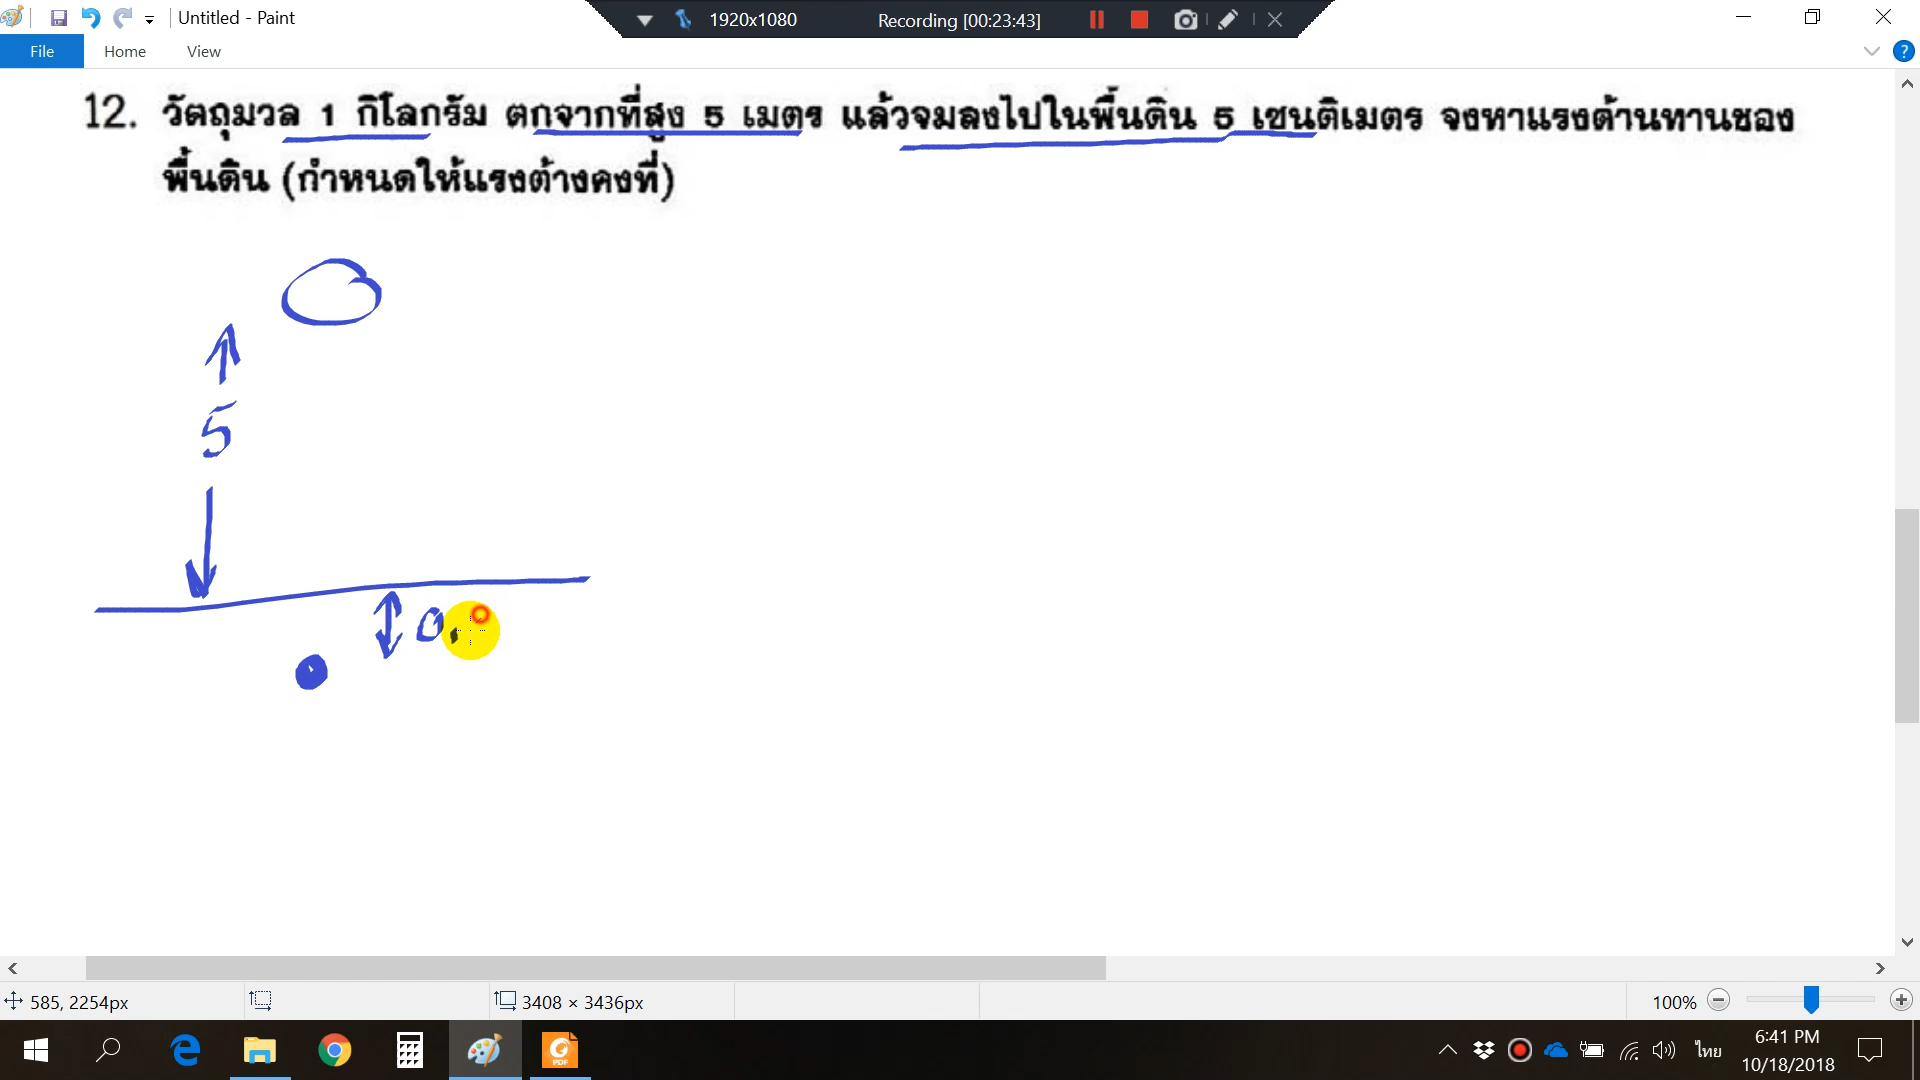 Untitled - Paint
1920x1080
Recording [00:23:43]
File
Home
View
?
12. วัตถุมวล 1 กิโลกรัม ตกจากที่สูง 5 เมตร แล้วจมลงไปในพื้นดิน 5 เซนติเมตร จงหาแรงต้านทานของ
พื้นดิน (กำหนดให้แรงต้างคงที่)
5
0.
585, 2254px
3408 × 3436px
100%
PDF
ไทย
6:41 PM
10/18/2018